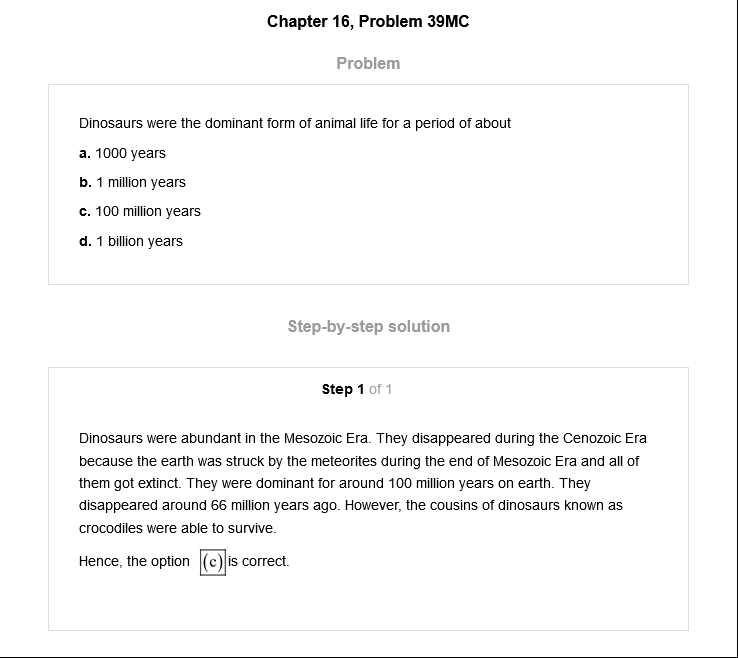 Chapter 16, Problem 39MC
Problem
Dinosaurs were the dominant form of animal life for a period of about
a. 1000 years
b. 1 million years
c. 100 million years
d. 1 billion years
Step-by-step solution
Step 1 of 1
Dinosaurs were abundant in the Mesozoic Era. They disappeared during the Cenozoic Era
because the earth was struck by the meteorites during the end of Mesozoic Era and all of
them got extinct. They were dominant for around 100 million years on earth. They
disappeared around 66 million years ago. However, the cousins of dinosaurs known as
crocodiles were able to survive.
Hence, the option (c) is correct.